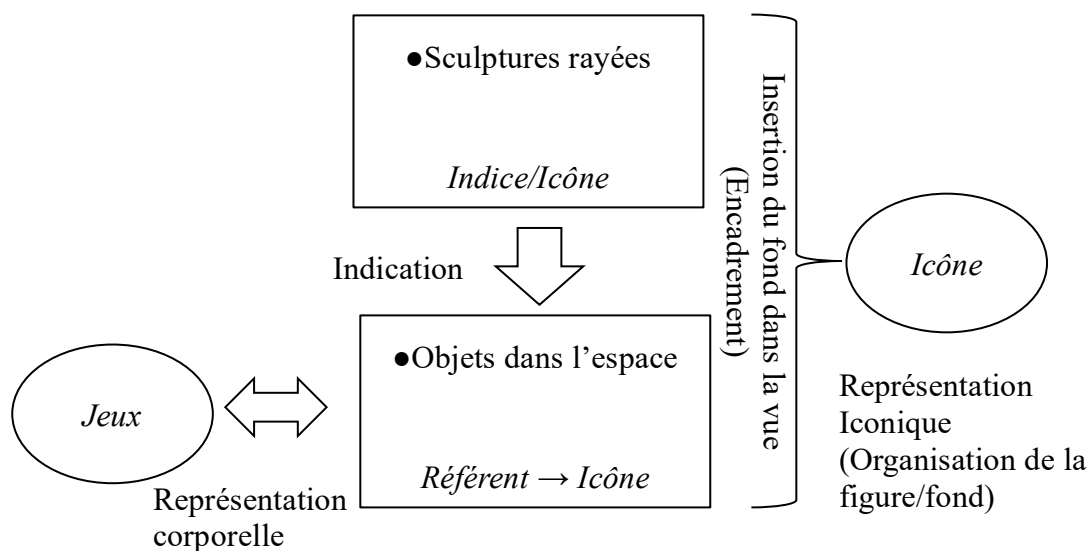 ●Sculptures rayées
Indice/Icône
Indication
●Objets dans l’espace
Référent → Icône
Jeux
Représentation
corporelle
Insertion du fond dans la vue
(Encadrement)
Icône
Représentation
Iconique
(Organisation de la
figure/fond)